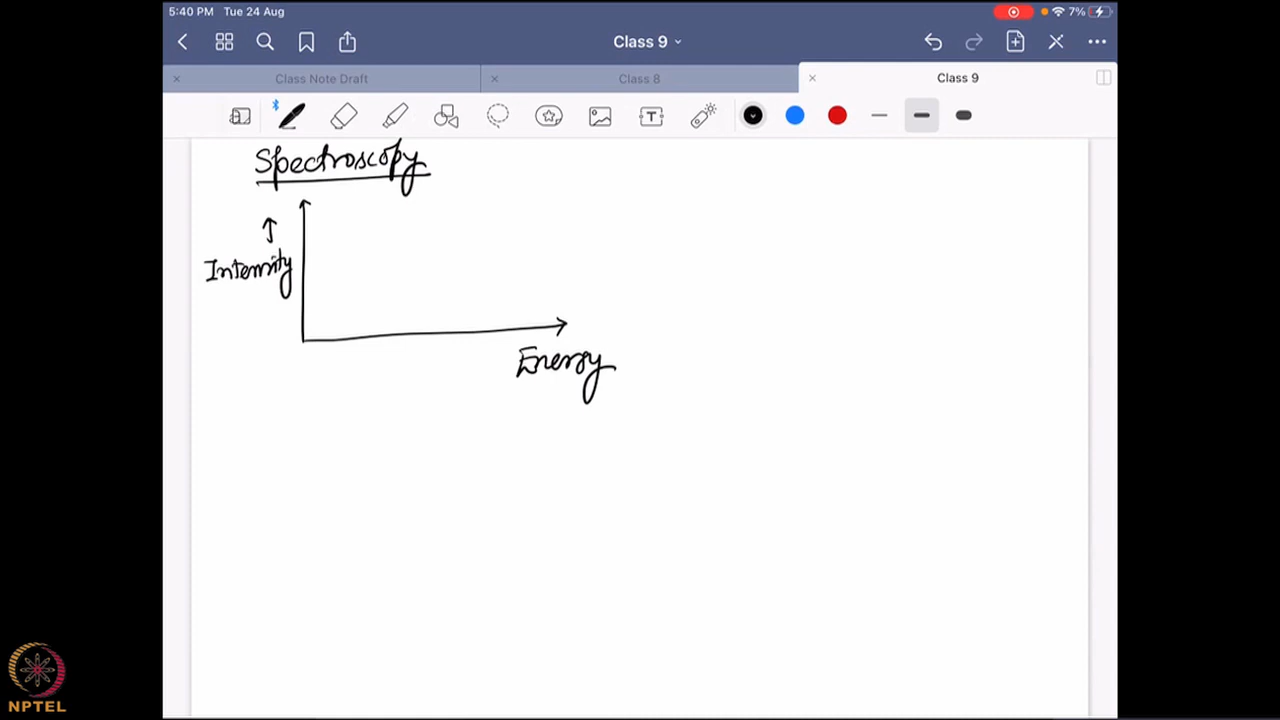 5:40 PM Tue 24 Aug
7%
Class 9
Class Note Draft
Class 8
Class 9
T
Spectroscopy
Intensity
Energy
NPTEL